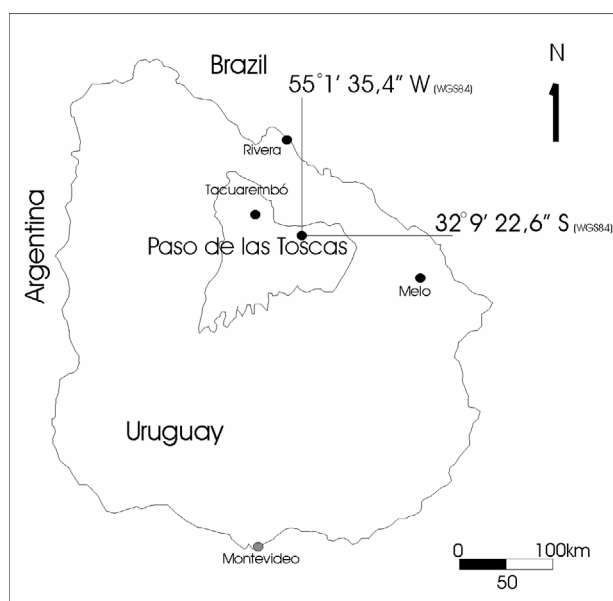 Brazil
N
55°1' 35,4” W (WGS84)
Rivera
Tacuarembó
Argentina
32°9' 22,6” S (WGS84)
Paso de las Toscas
Melo
Uruguay
Montevideo
0 100km
50